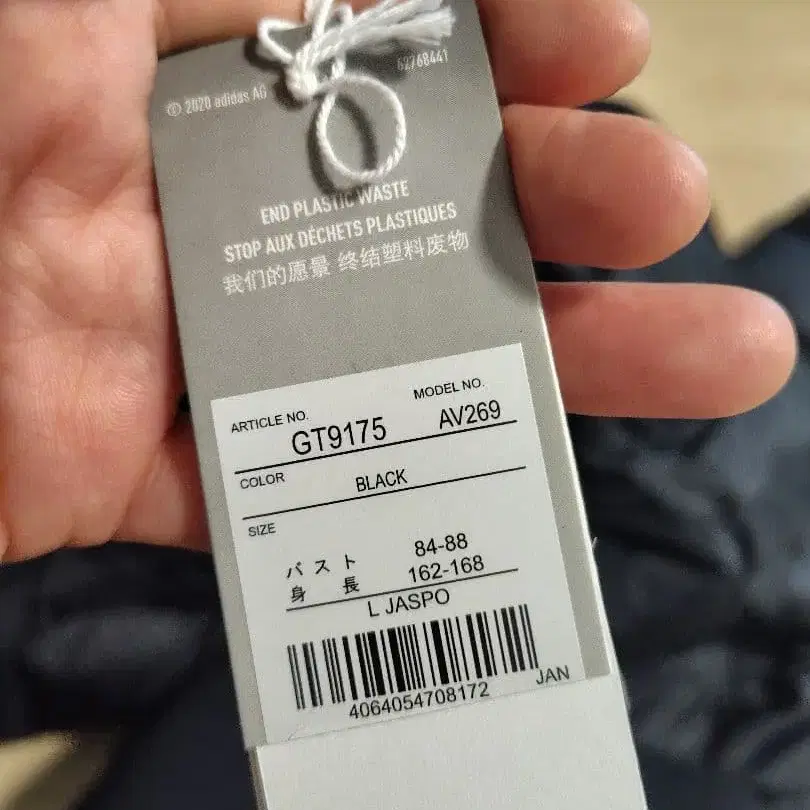 © 2020 adidas AG
62768441
END PLASTIC WASTE
STOP AUX DÉCHETS PLASTIQUES
我们的愿景 终结塑料废物
ARTICLE NO.
GT9175
MODEL NO.
AV269
COLOR
BLACK
SIZE
バスト 84-88
身長 162-168
L JASPO
4064054708172
JAN